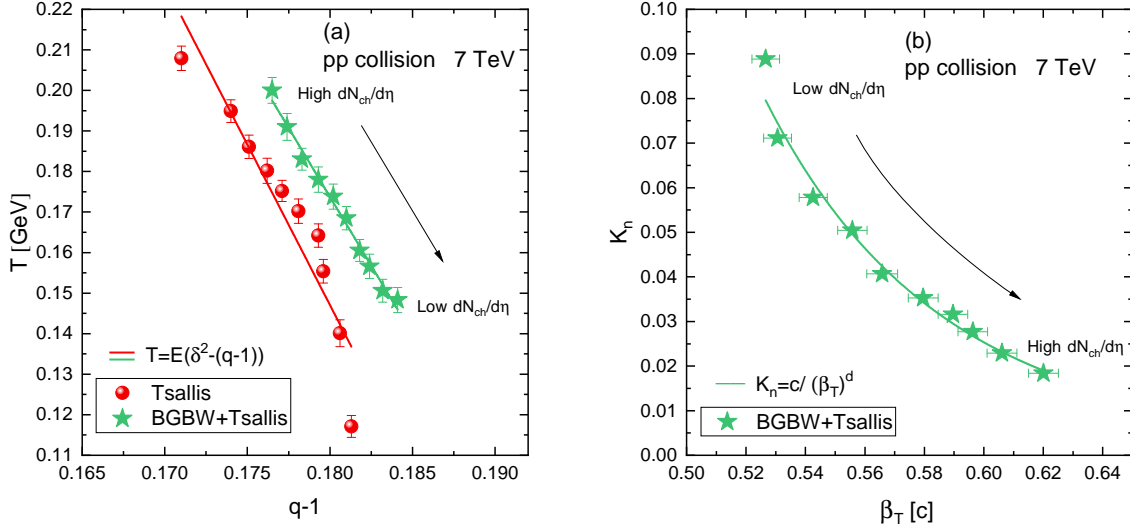 (a)
pp collision 7 TeV
High dN_ch/dη
Low dN_ch/dη
T=E(δ²-(q-1))
Tsallis
BGBW+Tsallis
T [GeV]
0.22
0.21
0.20
0.19
0.18
0.17
0.16
0.15
0.14
0.13
0.12
0.11
0.165
0.170
0.175
0.180
0.185
0.190
q-1
(b)
pp collision 7 TeV
Low dN_ch/dη
High dN_ch/dη
K_n=c/ (β_T)^d
BGBW+Tsallis
K_n
0.10
0.09
0.08
0.07
0.06
0.05
0.04
0.03
0.02
0.01
0.00
0.50
0.52
0.54
0.56
0.58
0.60
0.62
0.64
β_T [c]